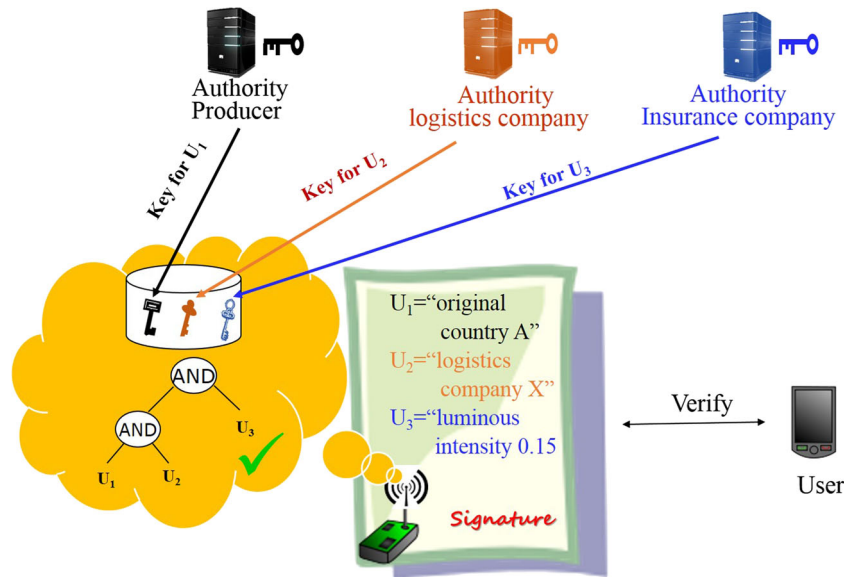 Authority
Producer
Authority
logistics company
Authority
Insurance company
Key for U₁
Key for U₂
Key for U₃
U₁=“original
country A”
U₂=“logistics
company X”
U₃=“luminous
intensity 0.15
Signature
AND
AND
U₃
U₁
U₂
Verify
User